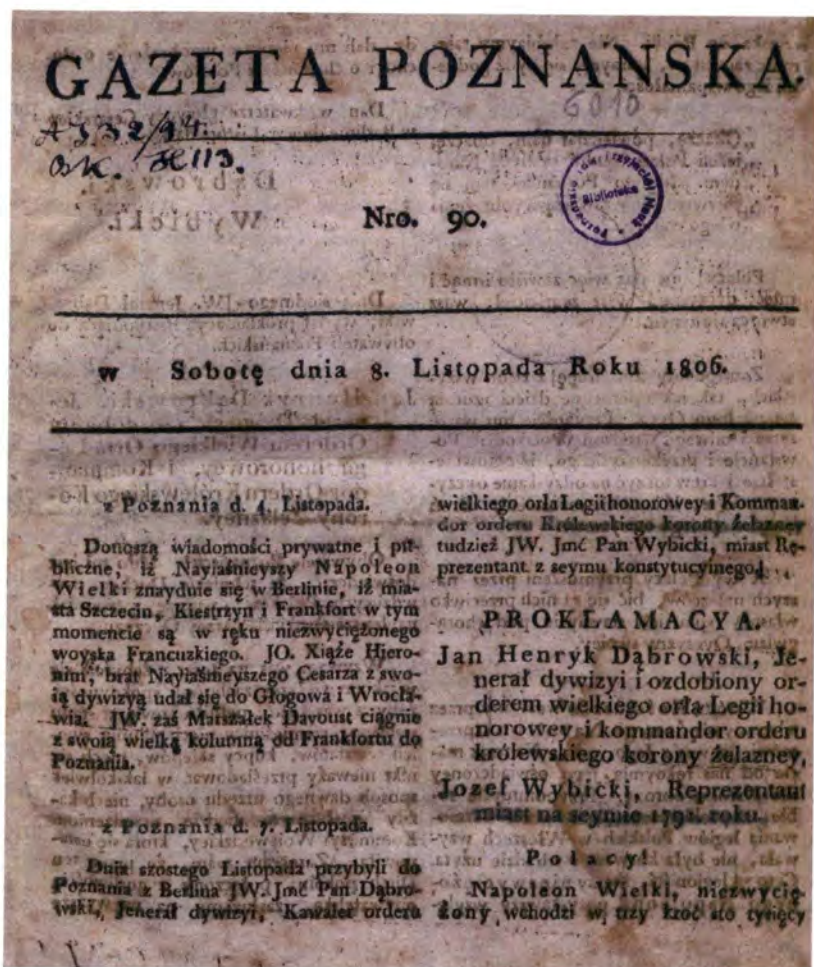 GAZETA POZNANSKA.
6010
Biblioteka
Nro. 90.
w Sobotę dnia 8. Listopada Roku 1806.
z Poznania d. 4. Listopada.
Donoszą wiadomości prywatne i pu-
bliczne, iż Nayiaśnieyszy Napoleon
Wielki znayduie się w Berlinie, iż mia-
sta Szczecin, Kiestrzyn i Frankfort w tym
momencie są w ręku niezwyciężonego
woyska Francuzkiego. JO. Xiąże Hiero-
nim, brat Nayiaśnieyszego Cesarza z swo-
ią dywizyą udał się do Głogowa i Wrocła-
wia. JW. zaś Marszałek Davoust ciągnie
z swoią wielką kolumną od Frankfortu do
Poznania.
z Poznania d. 7. Listopada.
Dnia szostego Listopada przybyli do
Poznania z Berlina JW. Jmć Pan Dąbro-
wski, Jenerał dywizyi, Kawaler orderu
wielkiego orła Legii honorowey i Komman-
dor orderu Królewskiego korony żelazney
tudzież JW. Jmć Pan Wybicki, miast Re-
prezentant z seymu konstytucyinego.
PROKLAMACYA.
Jan Henryk Dąbrowski, Je-
nerał dywizyi i ozdobiony or-
derem wielkiego orła Legii ho-
norowey i kommandor orderu
królewskiego korony żelazney,
Jozef Wybicki, Reprezentant
miast na seymie 1791. roku.
Polacy!
Napoleon Wielki, niezwycię-
żony wchodzi w trzy kroć sto tysięcy